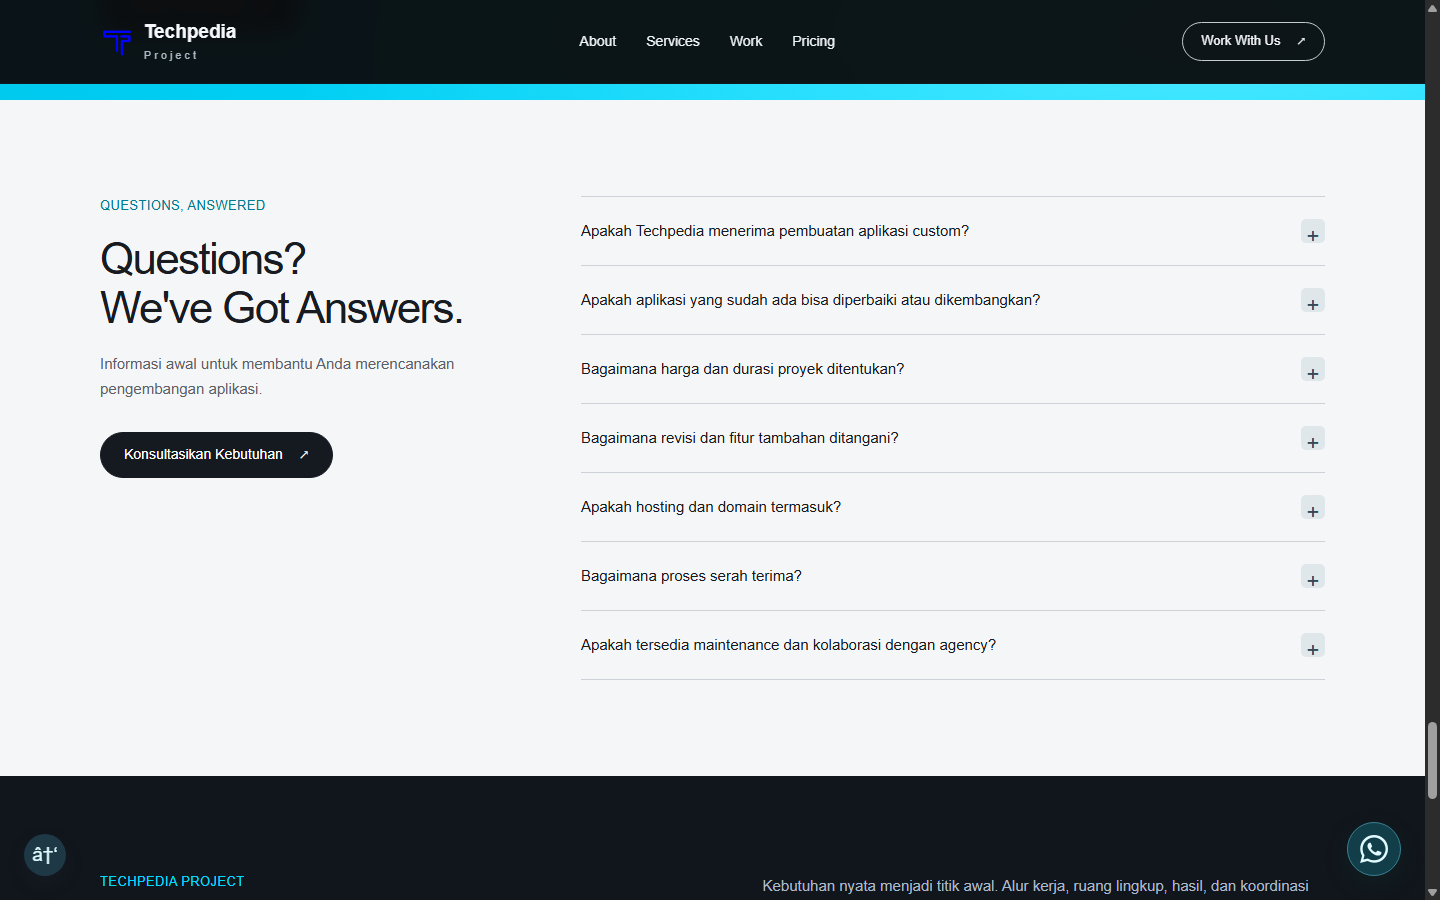 Techpedia
Project
About
Services
Work
Pricing
Work With Us ↗
QUESTIONS, ANSWERED
Questions?
We've Got Answers.
Informasi awal untuk membantu Anda merencanakan
pengembangan aplikasi.
Konsultasikan Kebutuhan ↗
Apakah Techpedia menerima pembuatan aplikasi custom?
+
Apakah aplikasi yang sudah ada bisa diperbaiki atau dikembangkan?
+
Bagaimana harga dan durasi proyek ditentukan?
+
Bagaimana revisi dan fitur tambahan ditangani?
+
Apakah hosting dan domain termasuk?
+
Bagaimana proses serah terima?
+
Apakah tersedia maintenance dan kolaborasi dengan agency?
+
â†‘
TECHPEDIA PROJECT
Kebutuhan nyata menjadi titik awal. Alur kerja, ruang lingkup, hasil, dan koordinasi